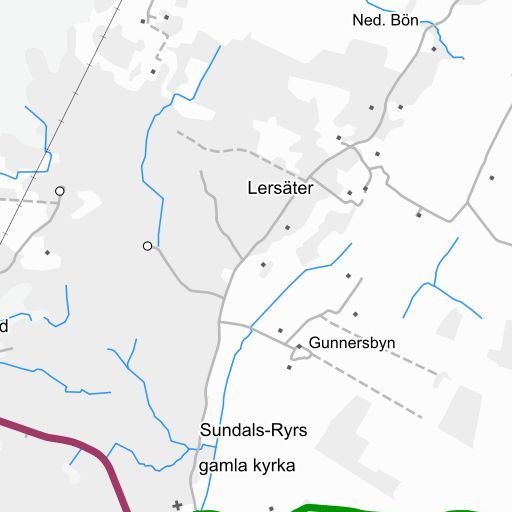 Ned. Bön
Lersäter
d
Gunnersbyn
Sundals-Ryrs
gamla kyrka